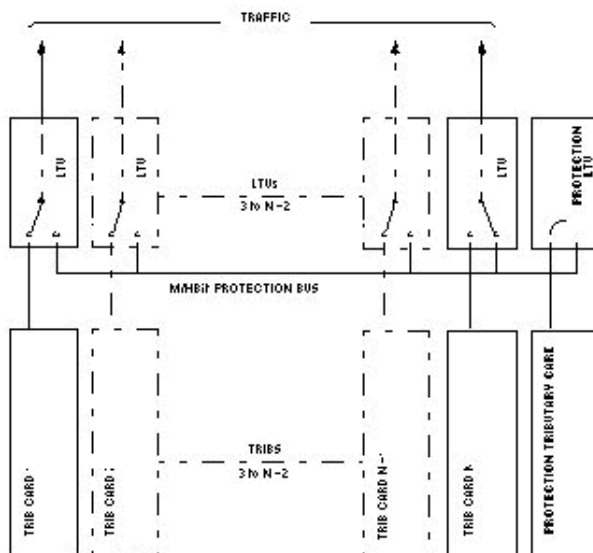 TRAFFIC
LTU
LTU
LTUs
3 to N-2
LTU
LTU
PROTECTION
LTU
M/HBit PROTECTION BUS
TRIB CARD
TRIB CARD
TRIBS
3 to N-2
TRIB CARD N-
TRIB CARD N
PROTECTION TRIBUTARY CARE